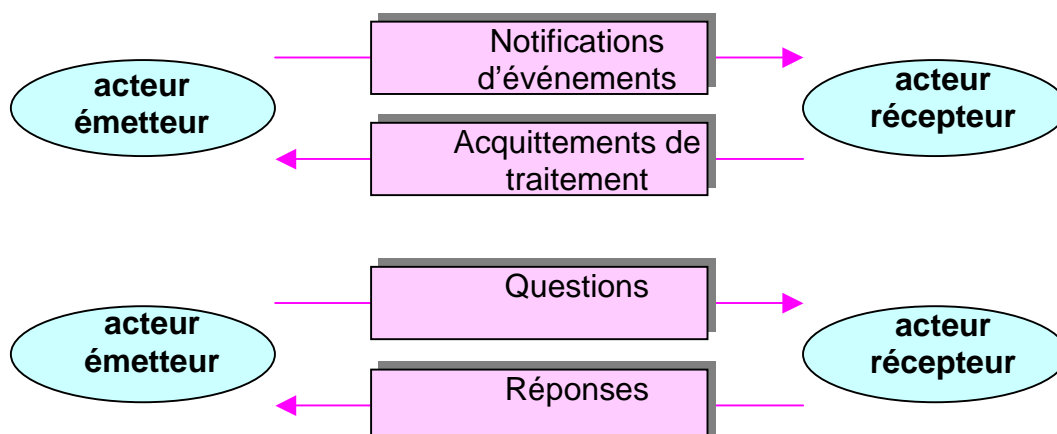 acteur
émetteur
Notifications
d’événements
acteur
récepteur
Acquittements de
traitement
acteur
émetteur
Questions
acteur
récepteur
Réponses